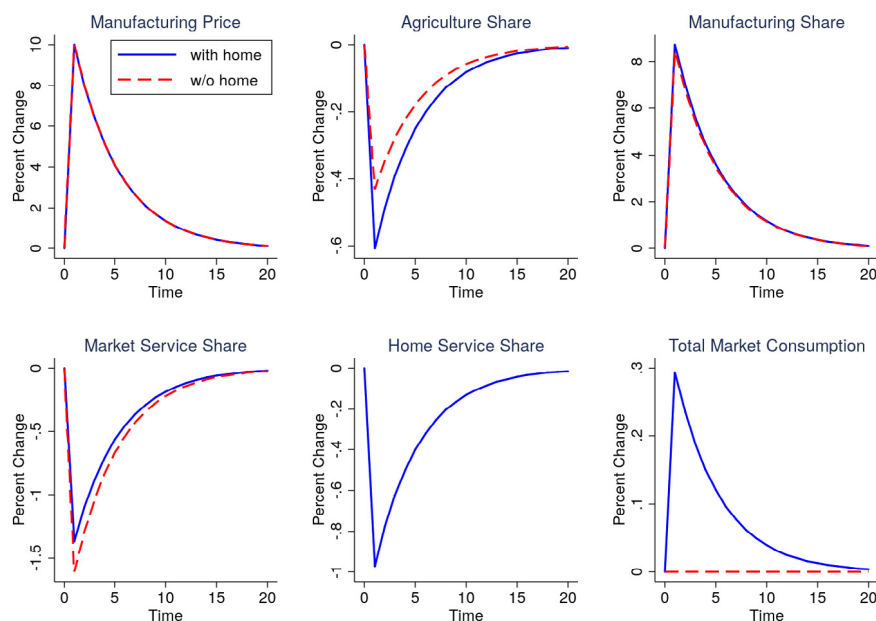 Manufacturing Price
Percent Change
10
8
6
4
2
0
0 5 10 15 20
Time
with home
w/o home
Agriculture Share
Percent Change
0
-.2
-.4
-.6
0 5 10 15 20
Time
Manufacturing Share
Percent Change
8
6
4
2
0
0 5 10 15 20
Time
Market Service Share
Percent Change
0
-.5
-1
-1.5
0 5 10 15 20
Time
Home Service Share
Percent Change
0
-.2
-.4
-.6
-.8
-1
0 5 10 15 20
Time
Total Market Consumption
Percent Change
.3
.2
.1
0
0 5 10 15 20
Time